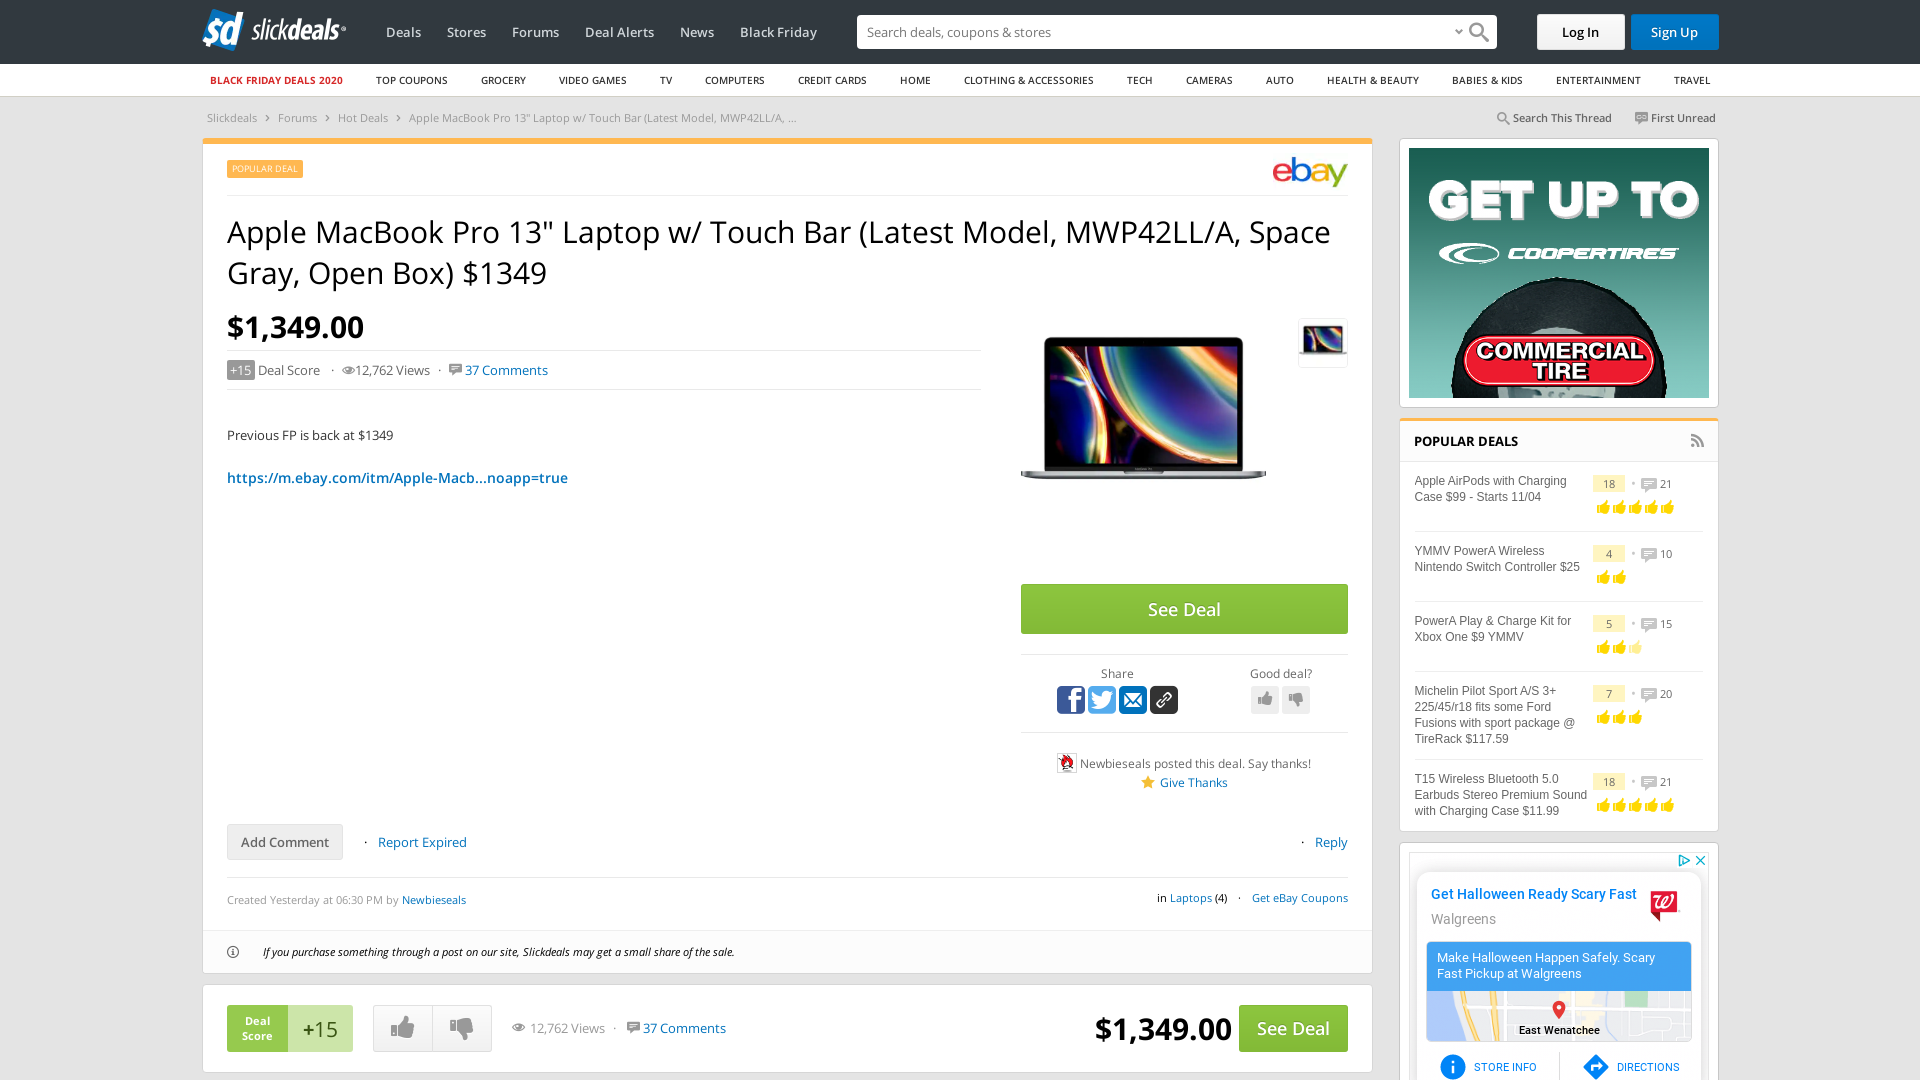 slickdeals
Deals
Stores
Forums
Deal Alerts
News
Black Friday
Search deals, coupons & stores
Log In
Sign Up
BLACK FRIDAY DEALS 2020
TOP COUPONS
GROCERY
VIDEO GAMES
TV
COMPUTERS
CREDIT CARDS
HOME
CLOTHING & ACCESSORIES
TECH
CAMERAS
AUTO
HEALTH & BEAUTY
BABIES & KIDS
ENTERTAINMENT
TRAVEL
Slickdeals › Forums › Hot Deals › Apple MacBook Pro 13" Laptop w/ Touch Bar (Latest Model, MWP42LL/A, ...
Search This Thread
First Unread
POPULAR DEAL
ebay
Apple MacBook Pro 13" Laptop w/ Touch Bar (Latest Model, MWP42LL/A, Space
Gray, Open Box) $1349
$1,349.00
+15 Deal Score · 12,762 Views · 37 Comments
Previous FP is back at $1349
https://m.ebay.com/itm/Apple-Macb...noapp=true
See Deal
Share
Good deal?
Newbieseals posted this deal. Say thanks!
Give Thanks
Add Comment
· Report Expired
· Reply
Created Yesterday at 06:30 PM by Newbieseals
in Laptops (4) · Get eBay Coupons
If you purchase something through a post on our site, Slickdeals may get a small share of the sale.
Deal
Score
+15
12,762 Views · 37 Comments
$1,349.00
See Deal
GET UP TO
COOPERTIRES
COMMERCIAL
TIRE
POPULAR DEALS
Apple AirPods with Charging
Case $99 - Starts 11/04
18 • 21
YMMV PowerA Wireless
Nintendo Switch Controller $25
4 • 10
PowerA Play & Charge Kit for
Xbox One $9 YMMV
5 • 15
Michelin Pilot Sport A/S 3+
225/45/r18 fits some Ford
Fusions with sport package @
TireRack $117.59
7 • 20
T15 Wireless Bluetooth 5.0
Earbuds Stereo Premium Sound
with Charging Case $11.99
18 • 21
Get Halloween Ready Scary Fast
Walgreens
Make Halloween Happen Safely. Scary
Fast Pickup at Walgreens
East Wenatchee
STORE INFO
DIRECTIONS